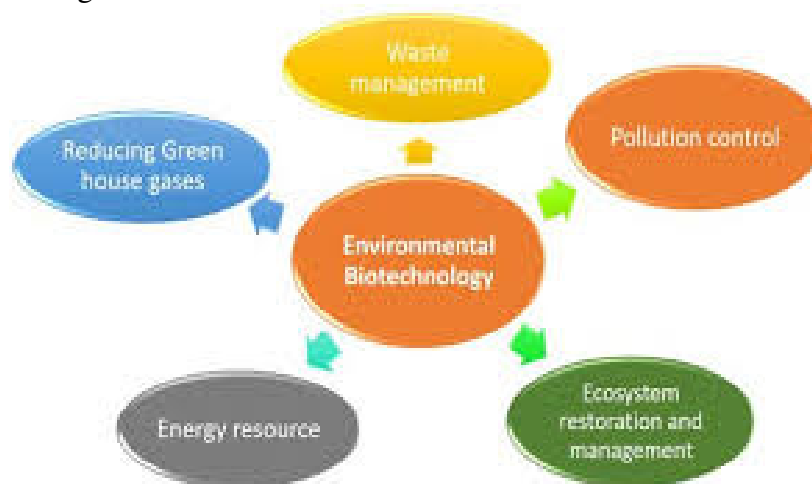 Waste
management
Pollution control
Reducing Green
house gases
Environmental
Biotechnology
Energy resource
Ecosystem
restoration and
management